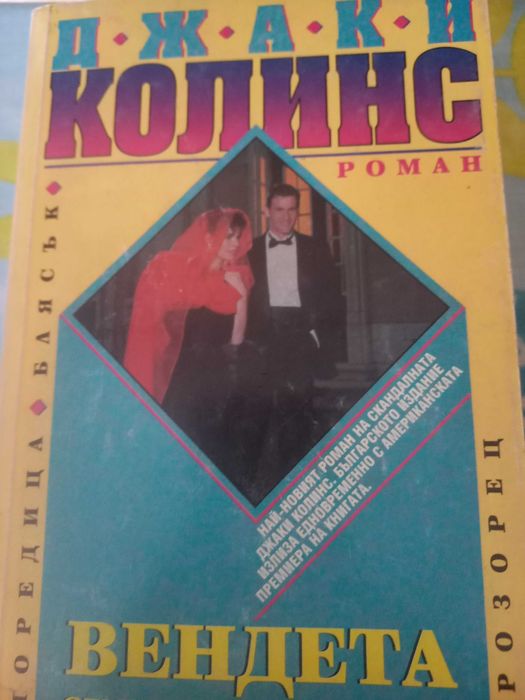 Д·Ж·А·К·И
КОЛИНС
РОМАН
ПОРЕДИЦА ◆ БЛЯСЪК ◆
НАЙ-НОВИЯТ РОМАН НА СКАНДАЛНАТА
ДЖАКИ КОЛИНС. БЪЛГАРСКОТО ИЗДАНИЕ
ИЗЛИЗА ЕДНОВРЕМЕННО С АМЕРИКАНСКАТА
ПРЕМИЕРА НА КНИГАТА.
РОЗОРЕЦ
ВЕНДЕТА